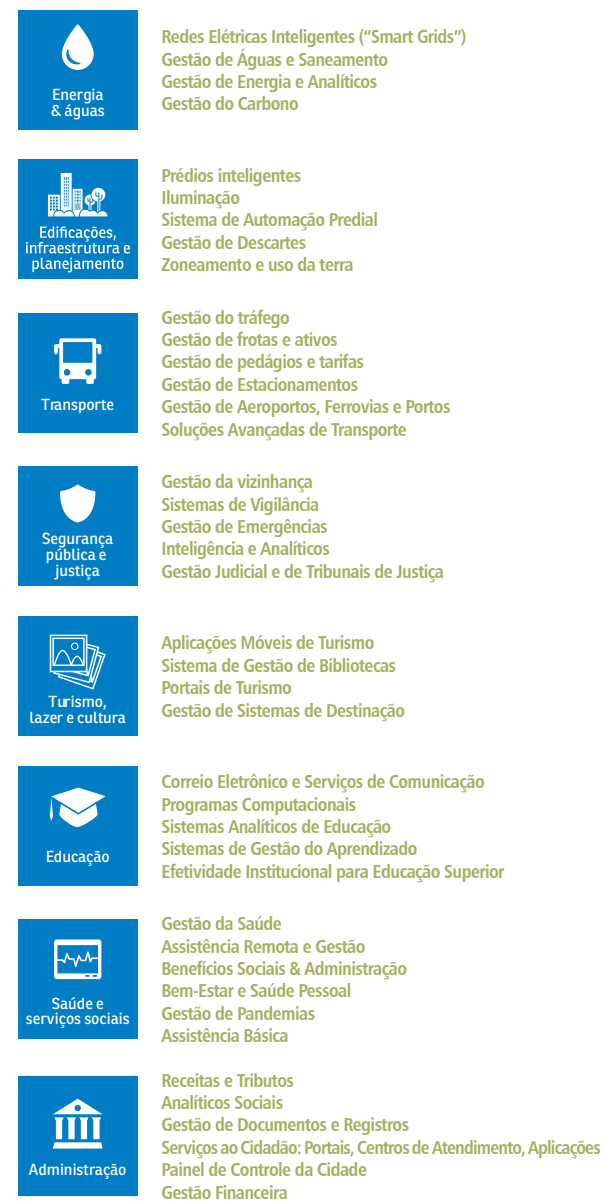 Energia
& águas
Redes Elétricas Inteligentes (“Smart Grids”)
Gestão de Águas e Saneamento
Gestão de Energia e Analíticos
Gestão do Carbono
Edificações,
infraestrutura e
planejamento
Prédios inteligentes
Iluminação
Sistema de Automação Predial
Gestão de Descartes
Zoneamento e uso da terra
Transporte
Gestão do tráfego
Gestão de frotas e ativos
Gestão de pedágios e tarifas
Gestão de Estacionamentos
Gestão de Aeroportos, Ferrovias e Portos
Soluções Avançadas de Transporte
Segurança
pública e
justiça
Gestão da vizinhança
Sistemas de Vigilância
Gestão de Emergências
Inteligência e Analíticos
Gestão Judicial e de Tribunais de Justiça
Turismo,
lazer e cultura
Aplicações Móveis de Turismo
Sistema de Gestão de Bibliotecas
Portais de Turismo
Gestão de Sistemas de Destinação
Educação
Correio Eletrônico e Serviços de Comunicação
Programas Computacionais
Sistemas Analíticos de Educação
Sistemas de Gestão do Aprendizado
Efetividade Institucional para Educação Superior
Saúde e
serviços sociais
Gestão da Saúde
Assistência Remota e Gestão
Benefícios Sociais & Administração
Bem-Estar e Saúde Pessoal
Gestão de Pandemias
Assistência Básica
Administração
Receitas e Tributos
Analíticos Sociais
Gestão de Documentos e Registros
Serviços ao Cidadão: Portais, Centros de Atendimento, Aplicações
Painel de Controle da Cidade
Gestão Financeira